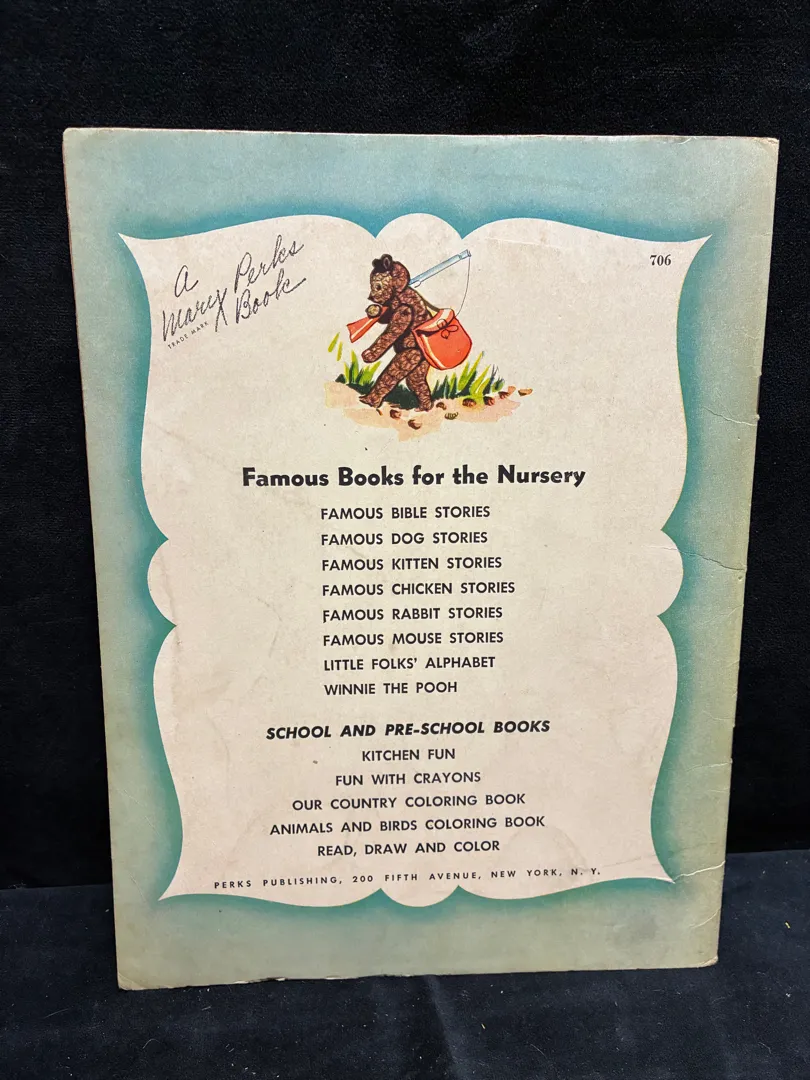 A
Mary Perks
Book
TRADE MARK
706
Famous Books for the Nursery
FAMOUS BIBLE STORIES
FAMOUS DOG STORIES
FAMOUS KITTEN STORIES
FAMOUS CHICKEN STORIES
FAMOUS RABBIT STORIES
FAMOUS MOUSE STORIES
LITTLE FOLKS' ALPHABET
WINNIE THE POOH
SCHOOL AND PRE-SCHOOL BOOKS
KITCHEN FUN
FUN WITH CRAYONS
OUR COUNTRY COLORING BOOK
ANIMALS AND BIRDS COLORING BOOK
READ, DRAW AND COLOR
PERKS PUBLISHING, 200 FIFTH AVENUE, NEW YORK, N. Y.